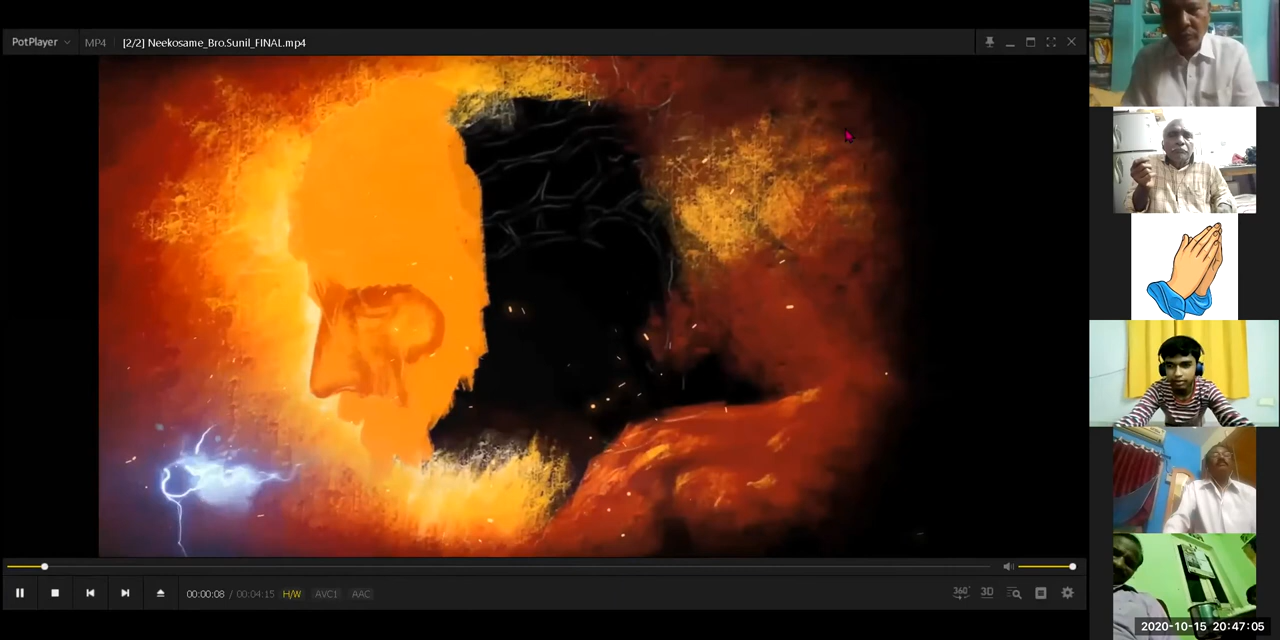 PotPlayer MP4 [2/2] Neekosame_Bro.Sunil_FINAL.mp4
00:00:08 / 00:04:15 H/W AVC1 AAC
360° 3D
2020-10-15 20:47:05